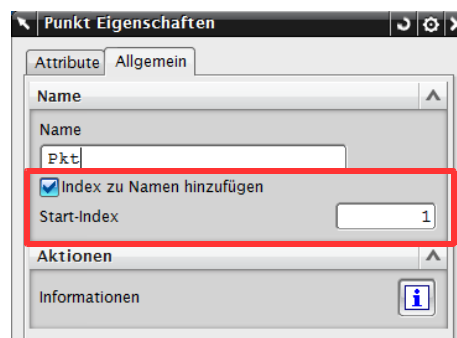 Punkt Eigenschaften
Attribute Allgemein
Name
Name
Pkt
Index zu Namen hinzufügen
Start-Index 1
Aktionen
Informationen